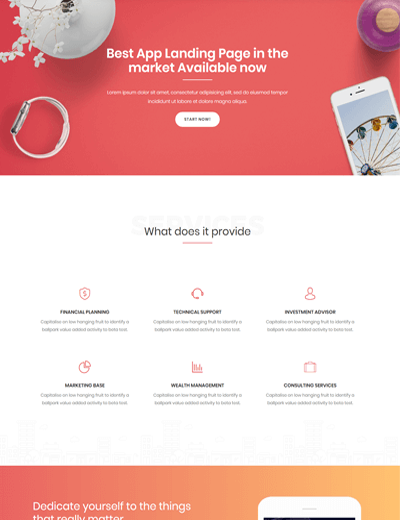 Best App Landing Page in the
market Available now
Lorem ipsum dolor sit amet, consectetur adipisicing elit, sed do eiusmod tempor
incididunt ut labore et dolore magna aliqua.
START NOW!
SERVICES
What does it provide
FINANCIAL PLANNING
Capitalise on low hanging fruit to identify a
ballpark value added activity to beta test.
TECHNICAL SUPPORT
Capitalise on low hanging fruit to identify a
ballpark value added activity to beta test.
INVESTMENT ADVISOR
Capitalise on low hanging fruit to identify a
ballpark value added activity to beta test.
MARKETING BASE
Capitalise on low hanging fruit to identify a
ballpark value added activity to beta test.
WEALTH MANAGEMENT
Capitalise on low hanging fruit to identify a
ballpark value added activity to beta test.
CONSULTING SERVICES
Capitalise on low hanging fruit to identify a
ballpark value added activity to beta test.
Dedicate yourself to the things
that really matter